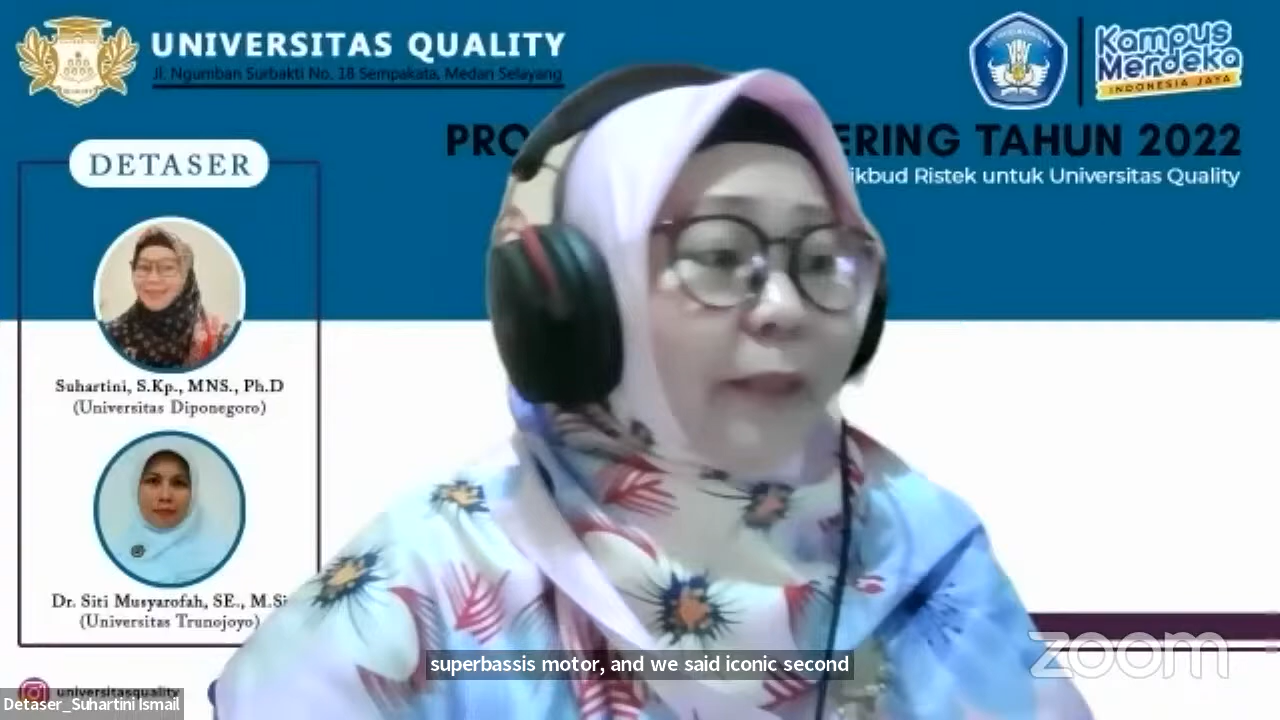 UNIVERSITAS QUALITY
Jl. Ngumban Surbakti No. 18 Sempakata, Medan Selayang
Kampus
Merdeka
INDONESIA JAYA
PRO ERING TAHUN 2022
ikbud Ristek untuk Universitas Quality
DETASER
Suhartini, S.Kp., MNS., Ph.D
(Universitas Diponegoro)
Dr. Siti Musyarofah, SE., M.Si
(Universitas Trunojoyo)
superbassis motor, and we said iconic second
zoom
universitasquality
Detaser_Suhartini Ismail